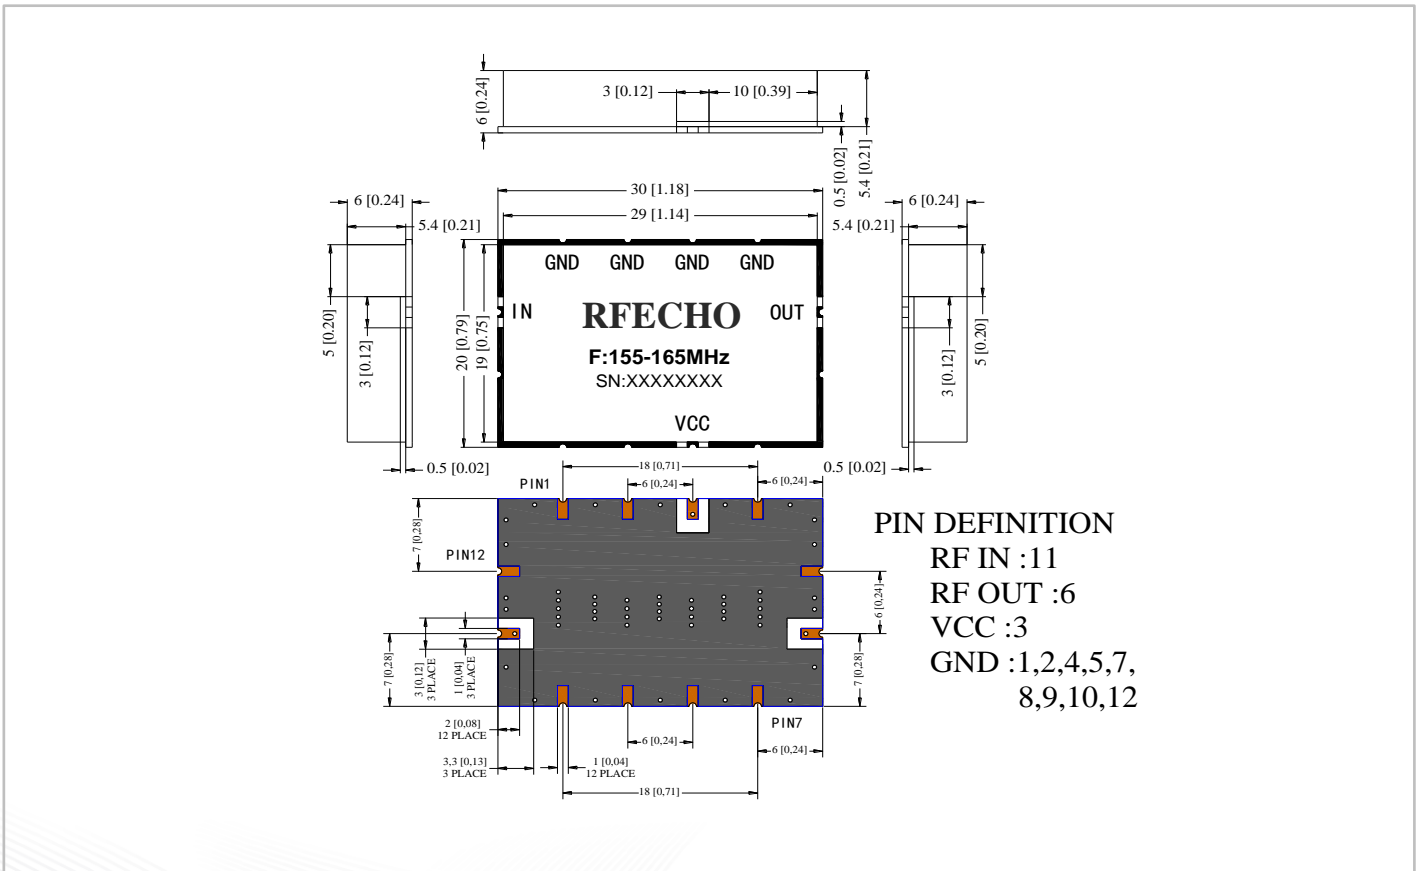 3 [0.12]
10 [0.39]
6 [0.24]
0.5 [0.02]
5.4 [0.21]
30 [1.18]
29 [1.14]
6 [0.24]
5.4 [0.21]
5 [0.20]
3 [0.12]
0.5 [0.02]
20 [0.79]
19 [0.75]
GND GND GND GND
IN RFECHO OUT
F:155-165MHz
SN:XXXXXXXX
VCC
6 [0.24]
5.4 [0.21]
5 [0.20]
3 [0.12]
0.5 [0.02]
18 [0,71]
PIN1
6 [0,24]
6 [0,24]
7 [0,28]
PIN12
6 [0,24]
7 [0,28]
3 [0,12]
3 PLACE
1 [0,04]
3 PLACE
7 [0,28]
2 [0,08]
12 PLACE
PIN7
6 [0,24]
6 [0,24]
3,3 [0,13]
3 PLACE
1 [0,04]
12 PLACE
18 [0,71]
PIN DEFINITION
RF IN :11
RF OUT :6
VCC :3
GND :1,2,4,5,7,
8,9,10,12